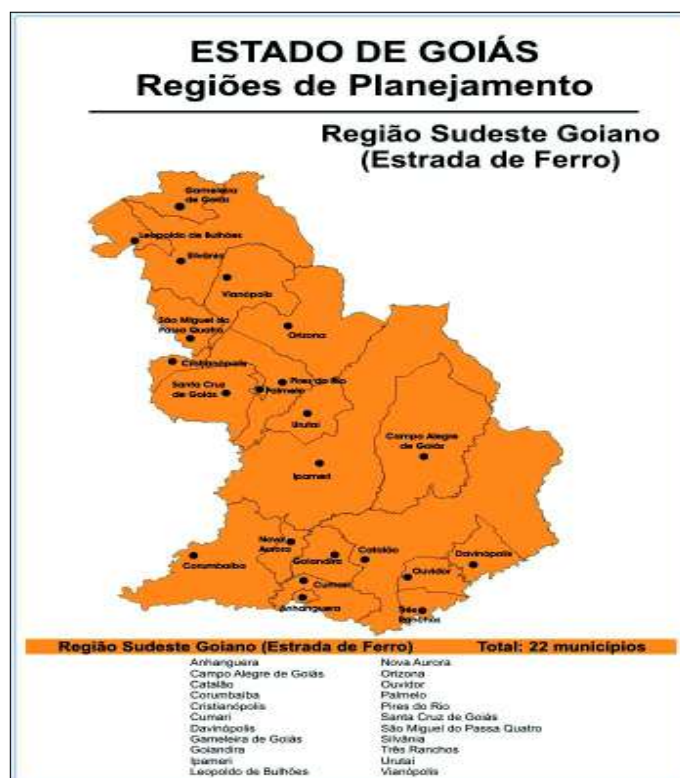 ESTADO DE GOIÁS
Regiões de Planejamento
Região Sudeste Goiano
(Estrada de Ferro)
Gameleira
de Goiás
Leopoldo de Bulhões
Silvânia
Vianópolis
São Miguel do
Passa Quatro
Orizona
Cristianópolis
Pires do Rio
Santa Cruz
de Goiás
Palmelo
Urutaí
Campo Alegre
de Goiás
Ipameri
Nova
Aurora
Goiandira
Catalão
Davinópolis
Corumbaíba
Ouvidor
Cumari
Anhanguera
Três
Ranchos
Região Sudeste Goiano (Estrada de Ferro) Total: 22 municípios
Anhanguera Nova Aurora
Campo Alegre de Goiás Orizona
Catalão Ouvidor
Corumbaíba Palmelo
Cristianópolis Pires do Rio
Cumari Santa Cruz de Goiás
Davinópolis São Miguel do Passa Quatro
Gameleira de Goiás Silvânia
Goiandira Três Ranchos
Ipameri Urutaí
Leopoldo de Bulhões Vianópolis